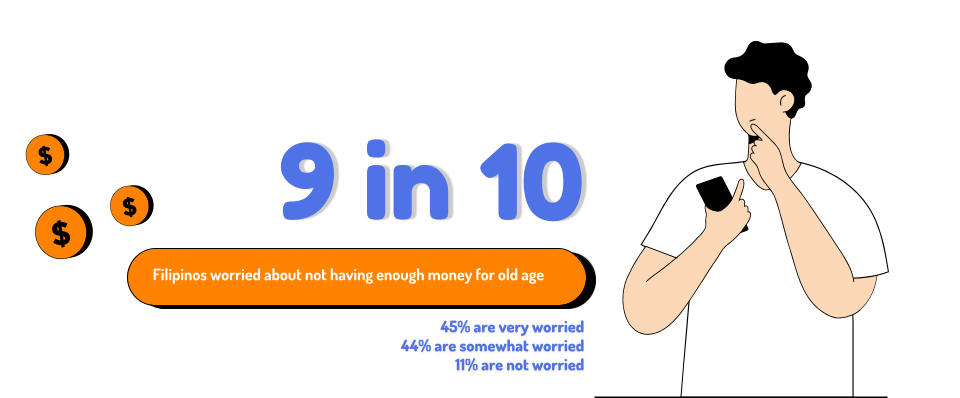 9 in 10
$
$
$
Filipinos worried about not having enough money for old age
45% are very worried
44% are somewhat worried
11% are not worried